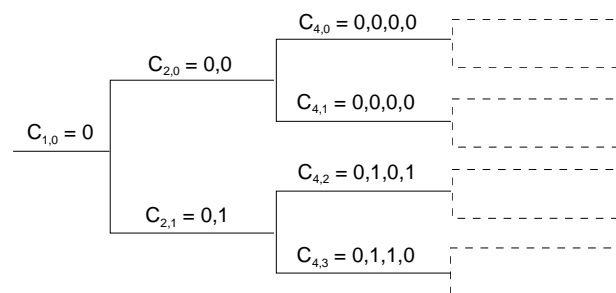 C4,0 = 0,0,0,0
C2,0 = 0,0
C4,1 = 0,0,0,0
C1,0 = 0
C4,2 = 0,1,0,1
C2,1 = 0,1
C4,3 = 0,1,1,0